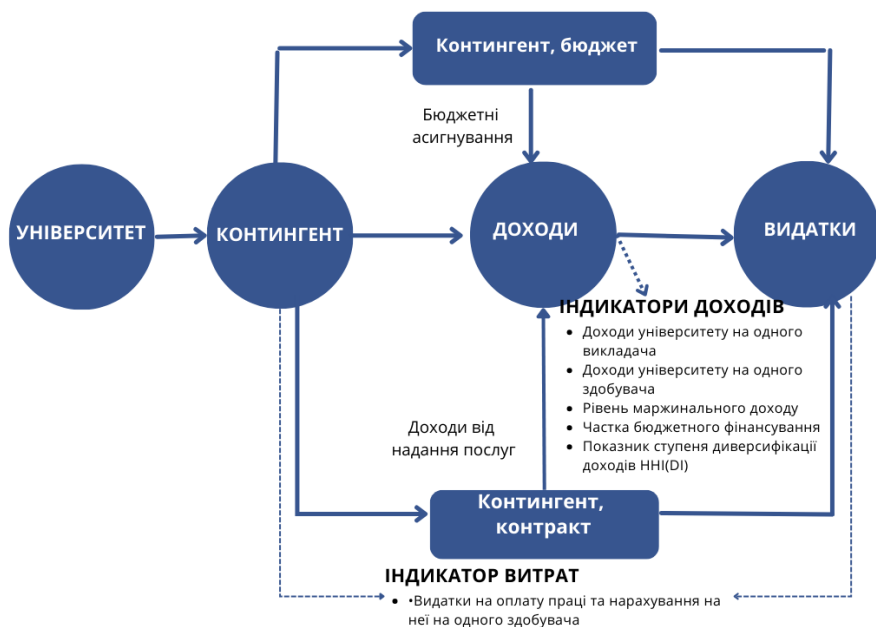 Контингент, бюджет
Бюджетні
асигнування
УНІВЕРСИТЕТ
КОНТИНГЕНТ
ДОХОДИ
ВИДАТКИ
ІНДИКАТОРИ ДОХОДІВ
• Доходи університету на одного
викладача
• Доходи університету на одного
здобувача
• Рівень маржинального доходу
• Частка бюджетного фінансування
• Показник ступеня диверсифікації
доходів HHI(DI)
Доходи від
надання послуг
Контингент,
контракт
ІНДИКАТОР ВИТРАТ
• •Видатки на оплату праці та нарахування на
неї на одного здобувача